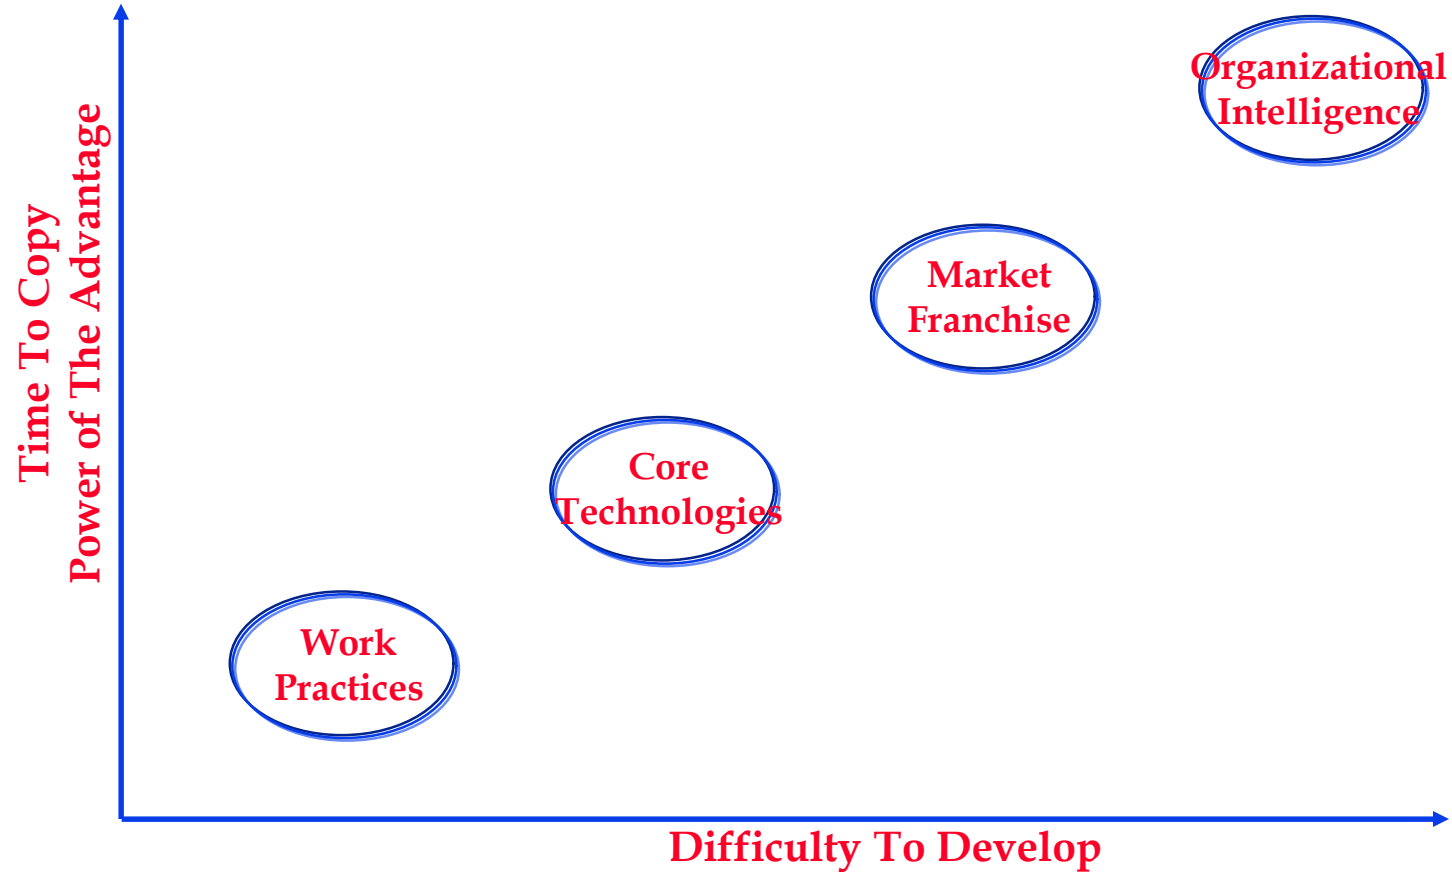 Time To Copy
Power of The Advantage
Organizational
Intelligence
Market
Franchise
Core
Technologies
Work
Practices
Difficulty To Develop